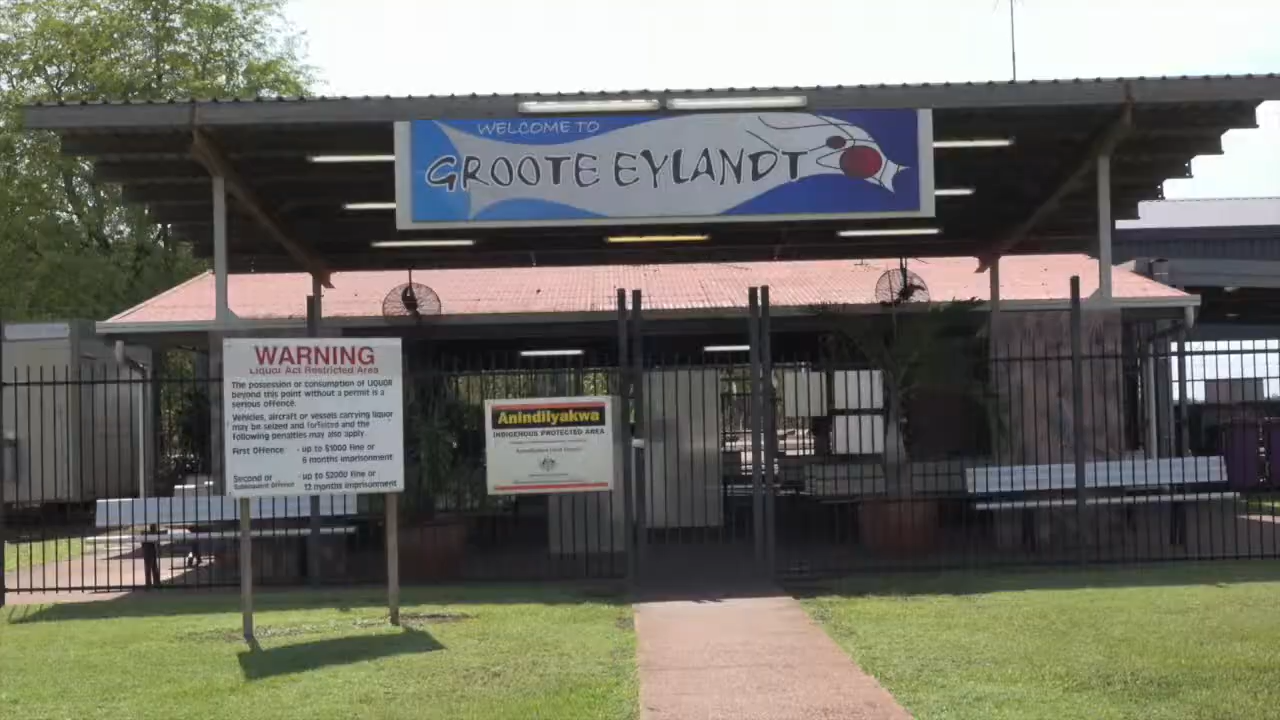 WELCOME TO
GROOTE EYLANDT
WARNING
Liquor Act Restricted Area
The possession or consumption of LIQUOR
beyond this point without a permit is a
serious offence.
Vehicles, aircraft or vessels carrying liquor
may be seized and forfeited and the
following penalties may also apply.
First Offence: - up to $1000 fine or
6 months imprisonment
Second or - up to $2000 fine or
Subsequent Offence 12 months imprisonment
Anindilyakwa
INDIGENOUS PROTECTED AREA